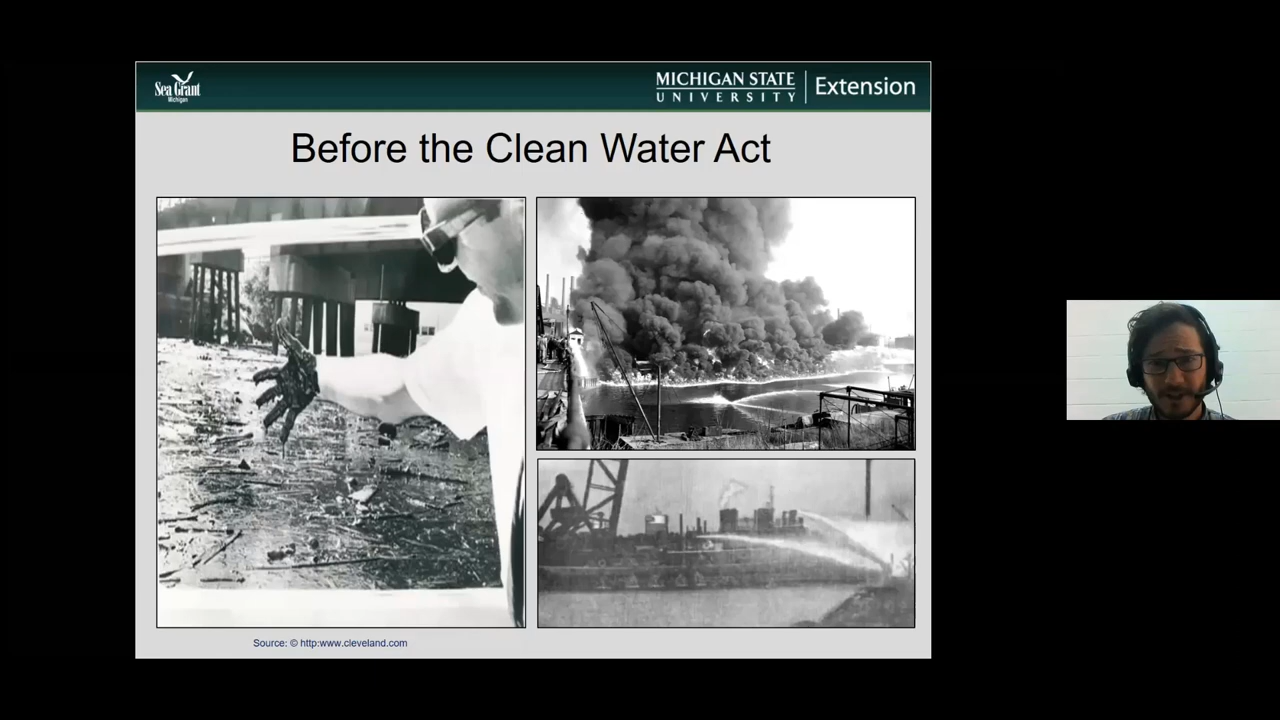 Sea Grant
Michigan
MICHIGAN STATE
UNIVERSITY
Extension
Before the Clean Water Act
Source: © http:www.cleveland.com